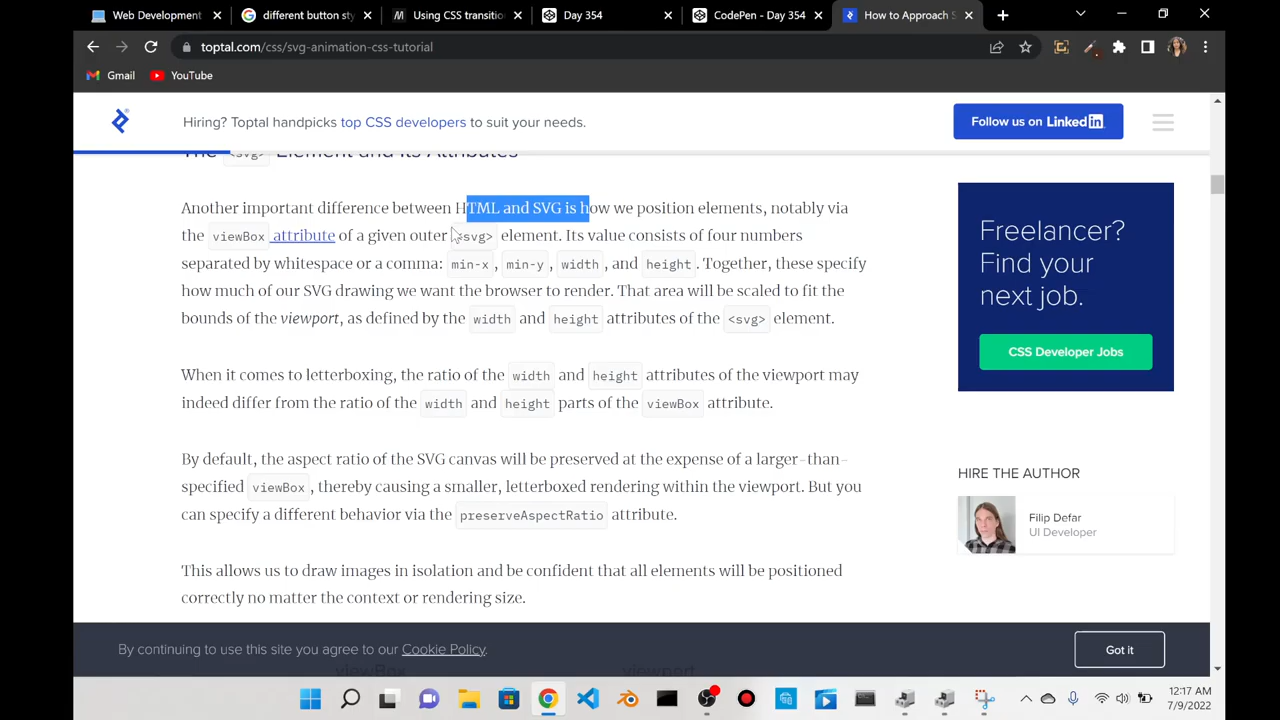 Web Development
different button sty
Using CSS transitio
Day 354
CodePen - Day 354
How to Approach S
toptal.com/css/svg-animation-css-tutorial
Gmail
YouTube
Hiring? Toptal handpicks top CSS developers to suit your needs.
Follow us on Linkedin
The <svg> Element and Its Attributes
Another important difference between HTML and SVG is how we position elements, notably via
the viewBox attribute of a given outer <svg> element. Its value consists of four numbers
separated by whitespace or a comma: min-x, min-y, width, and height. Together, these specify
how much of our SVG drawing we want the browser to render. That area will be scaled to fit the
bounds of the viewport, as defined by the width and height attributes of the <svg> element.
When it comes to letterboxing, the ratio of the width and height attributes of the viewport may
indeed differ from the ratio of the width and height parts of the viewBox attribute.
By default, the aspect ratio of the SVG canvas will be preserved at the expense of a larger-than-
specified viewBox, thereby causing a smaller, letterboxed rendering within the viewport. But you
can specify a different behavior via the preserveAspectRatio attribute.
This allows us to draw images in isolation and be confident that all elements will be positioned
correctly no matter the context or rendering size.
Freelancer?
Find your
next job.
CSS Developer Jobs
HIRE THE AUTHOR
Filip Defar
UI Developer
viewBox
viewport
By continuing to use this site you agree to our Cookie Policy.
Got it
12:17 AM
7/9/2022